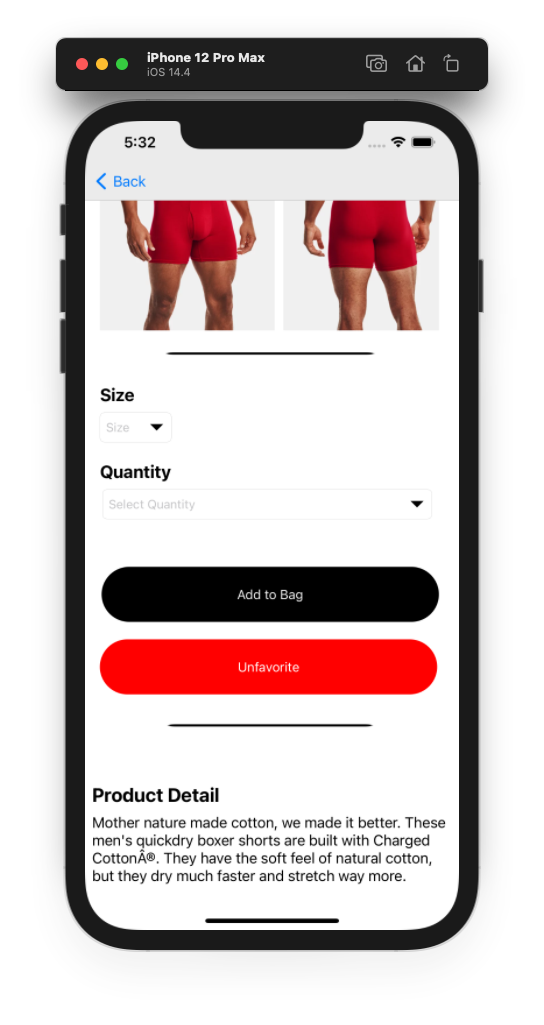 iPhone 12 Pro Max
iOS 14.4
5:32
Back
Size
Size
Quantity
Select Quantity
Add to Bag
Unfavorite
Product Detail
Mother nature made cotton, we made it better. These
men's quickdry boxer shorts are built with Charged
CottonÂ®. They have the soft feel of natural cotton,
but they dry much faster and stretch way more.